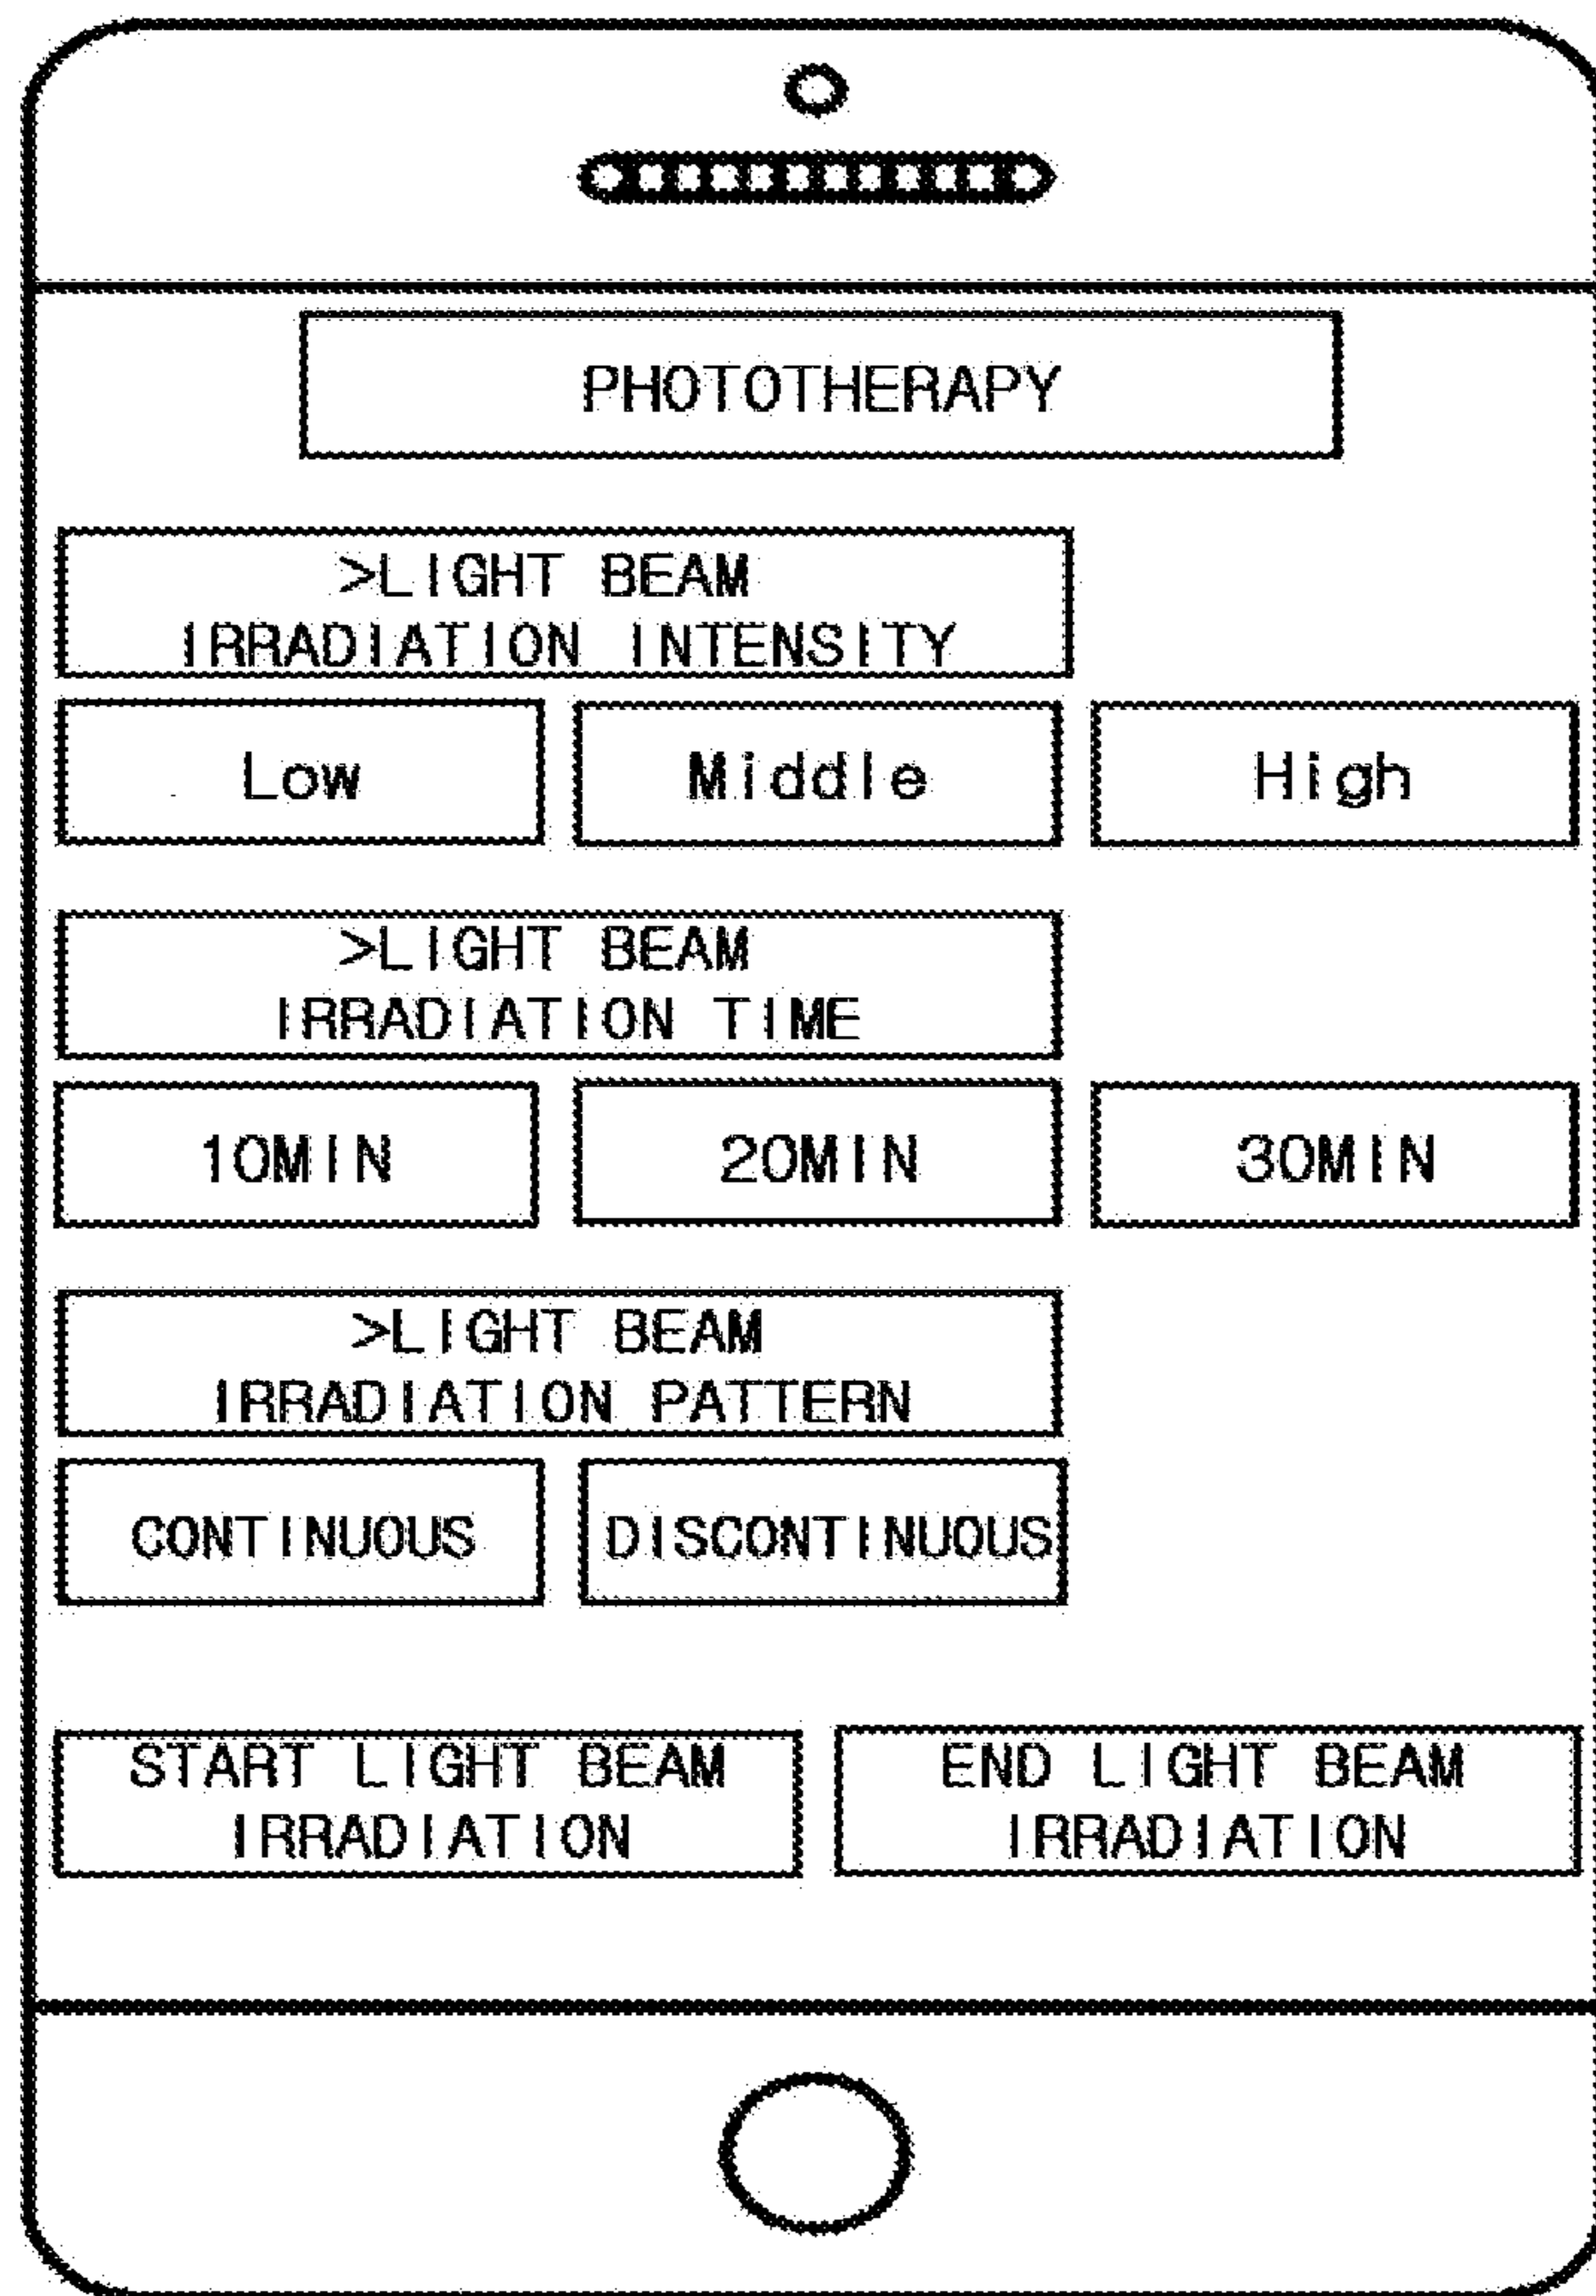 PHOTOTHERAPY
>LIGHT BEAM
IRRADIATION INTENSITY
Low Middle High
>LIGHT BEAM
IRRADIATION TIME
10MIN 20MIN 30MIN
>LIGHT BEAM
IRRADIATION PATTERN
CONTINUOUS DISCONTINUOUS
START LIGHT BEAM
IRRADIATION
END LIGHT BEAM
IRRADIATION